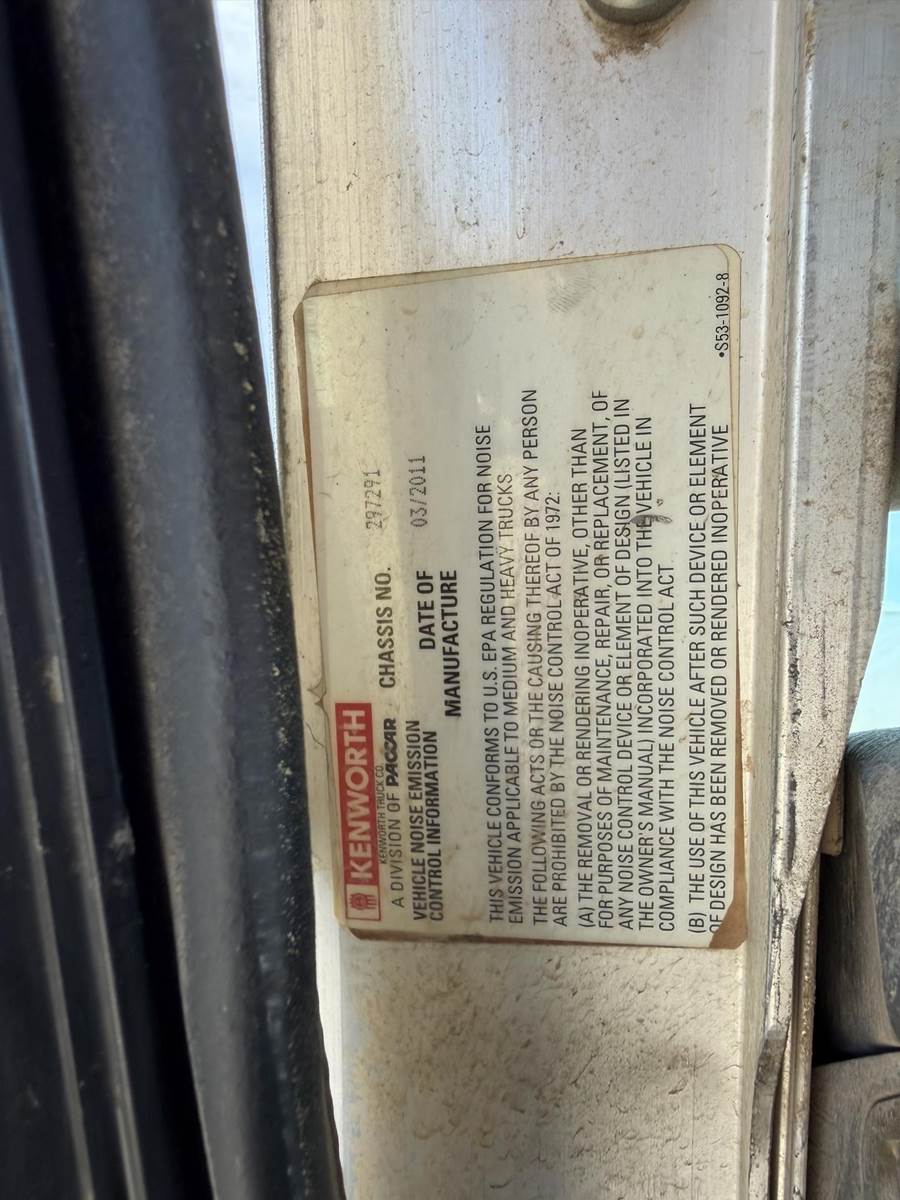 KENWORTH
KENWORTH TRUCK CO.
A DIVISION OF PACCAR
VEHICLE NOISE EMISSION
CONTROL INFORMATION
CHASSIS NO. 297291
DATE OF 03/2011
MANUFACTURE
THIS VEHICLE CONFORMS TO U.S. EPA REGULATION FOR NOISE
EMISSION APPLICABLE TO MEDIUM AND HEAVY TRUCKS
THE FOLLOWING ACTS OR THE CAUSING THEREOF BY ANY PERSON
ARE PROHIBITED BY THE NOISE CONTROL ACT OF 1972:
(A) THE REMOVAL OR RENDERING INOPERATIVE, OTHER THAN
FOR PURPOSES OF MAINTENANCE, REPAIR, OR REPLACEMENT, OF
ANY NOISE CONTROL DEVICE OR ELEMENT OF DESIGN (LISTED IN
THE OWNER'S MANUAL) INCORPORATED INTO THE VEHICLE IN
COMPLIANCE WITH THE NOISE CONTROL ACT
(B) THE USE OF THIS VEHICLE AFTER SUCH DEVICE OR ELEMENT
OF DESIGN HAS BEEN REMOVED OR RENDERED INOPERATIVE
•S53-1092-8